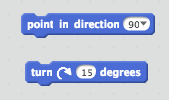 point in direction 90
turn 15 degrees